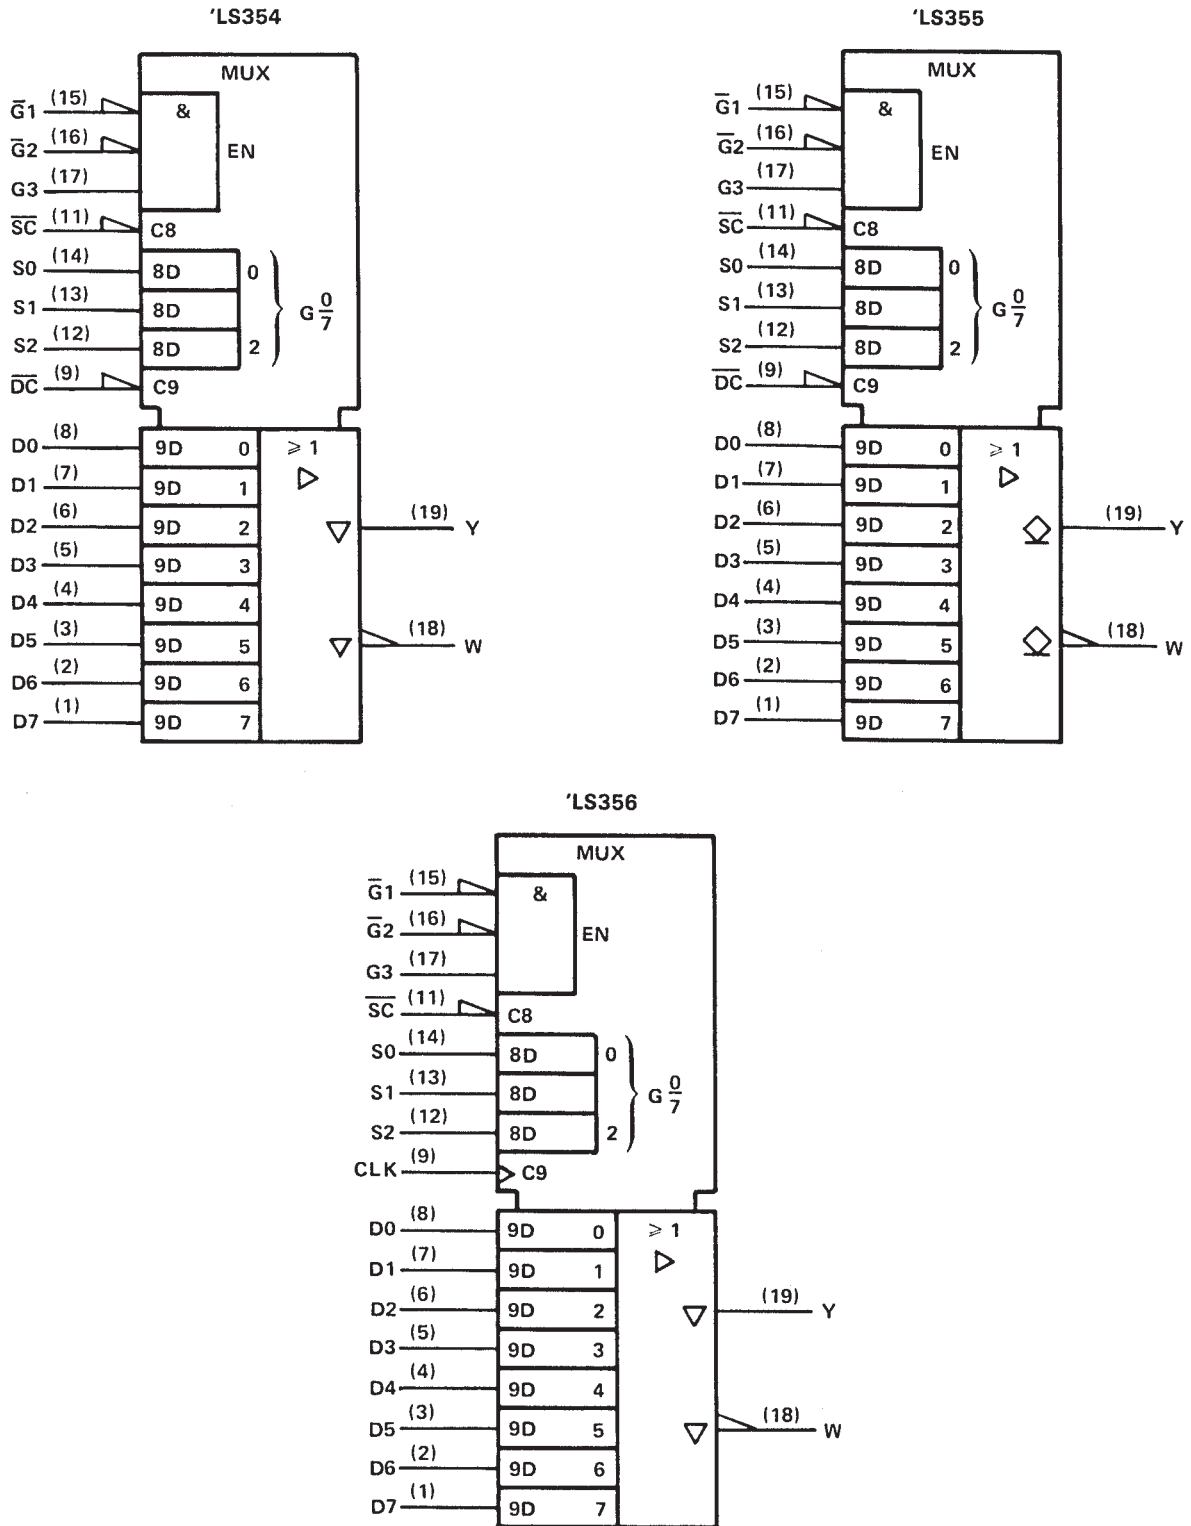 'LS354
MUX
G̅1 (15)
&
G̅2 (16)
EN
G3 (17)
S̅C̅ (11) C8
S0 (14) 8D 0
S1 (13) 8D
G 0/7
S2 (12) 8D 2
D̅C̅ (9) C9
D0 (8) 9D 0 ≥ 1
D1 (7) 9D 1
D2 (6) 9D 2 (19) Y
D3 (5) 9D 3
D4 (4) 9D 4
D5 (3) 9D 5 (18) W
D6 (2) 9D 6
D7 (1) 9D 7
'LS355
MUX
G̅1 (15)
&
G̅2 (16)
EN
G3 (17)
S̅C̅ (11) C8
S0 (14) 8D 0
S1 (13) 8D
G 0/7
S2 (12) 8D 2
D̅C̅ (9) C9
D0 (8) 9D 0 ≥ 1
D1 (7) 9D 1
D2 (6) 9D 2 (19) Y
D3 (5) 9D 3
D4 (4) 9D 4
D5 (3) 9D 5 (18) W
D6 (2) 9D 6
D7 (1) 9D 7
'LS356
MUX
G̅1 (15)
&
G̅2 (16)
EN
G3 (17)
S̅C̅ (11) C8
S0 (14) 8D 0
S1 (13) 8D
G 0/7
S2 (12) 8D 2
CLK (9) C9
D0 (8) 9D 0 ≥ 1
D1 (7) 9D 1
D2 (6) 9D 2 (19) Y
D3 (5) 9D 3
D4 (4) 9D 4
D5 (3) 9D 5 (18) W
D6 (2) 9D 6
D7 (1) 9D 7